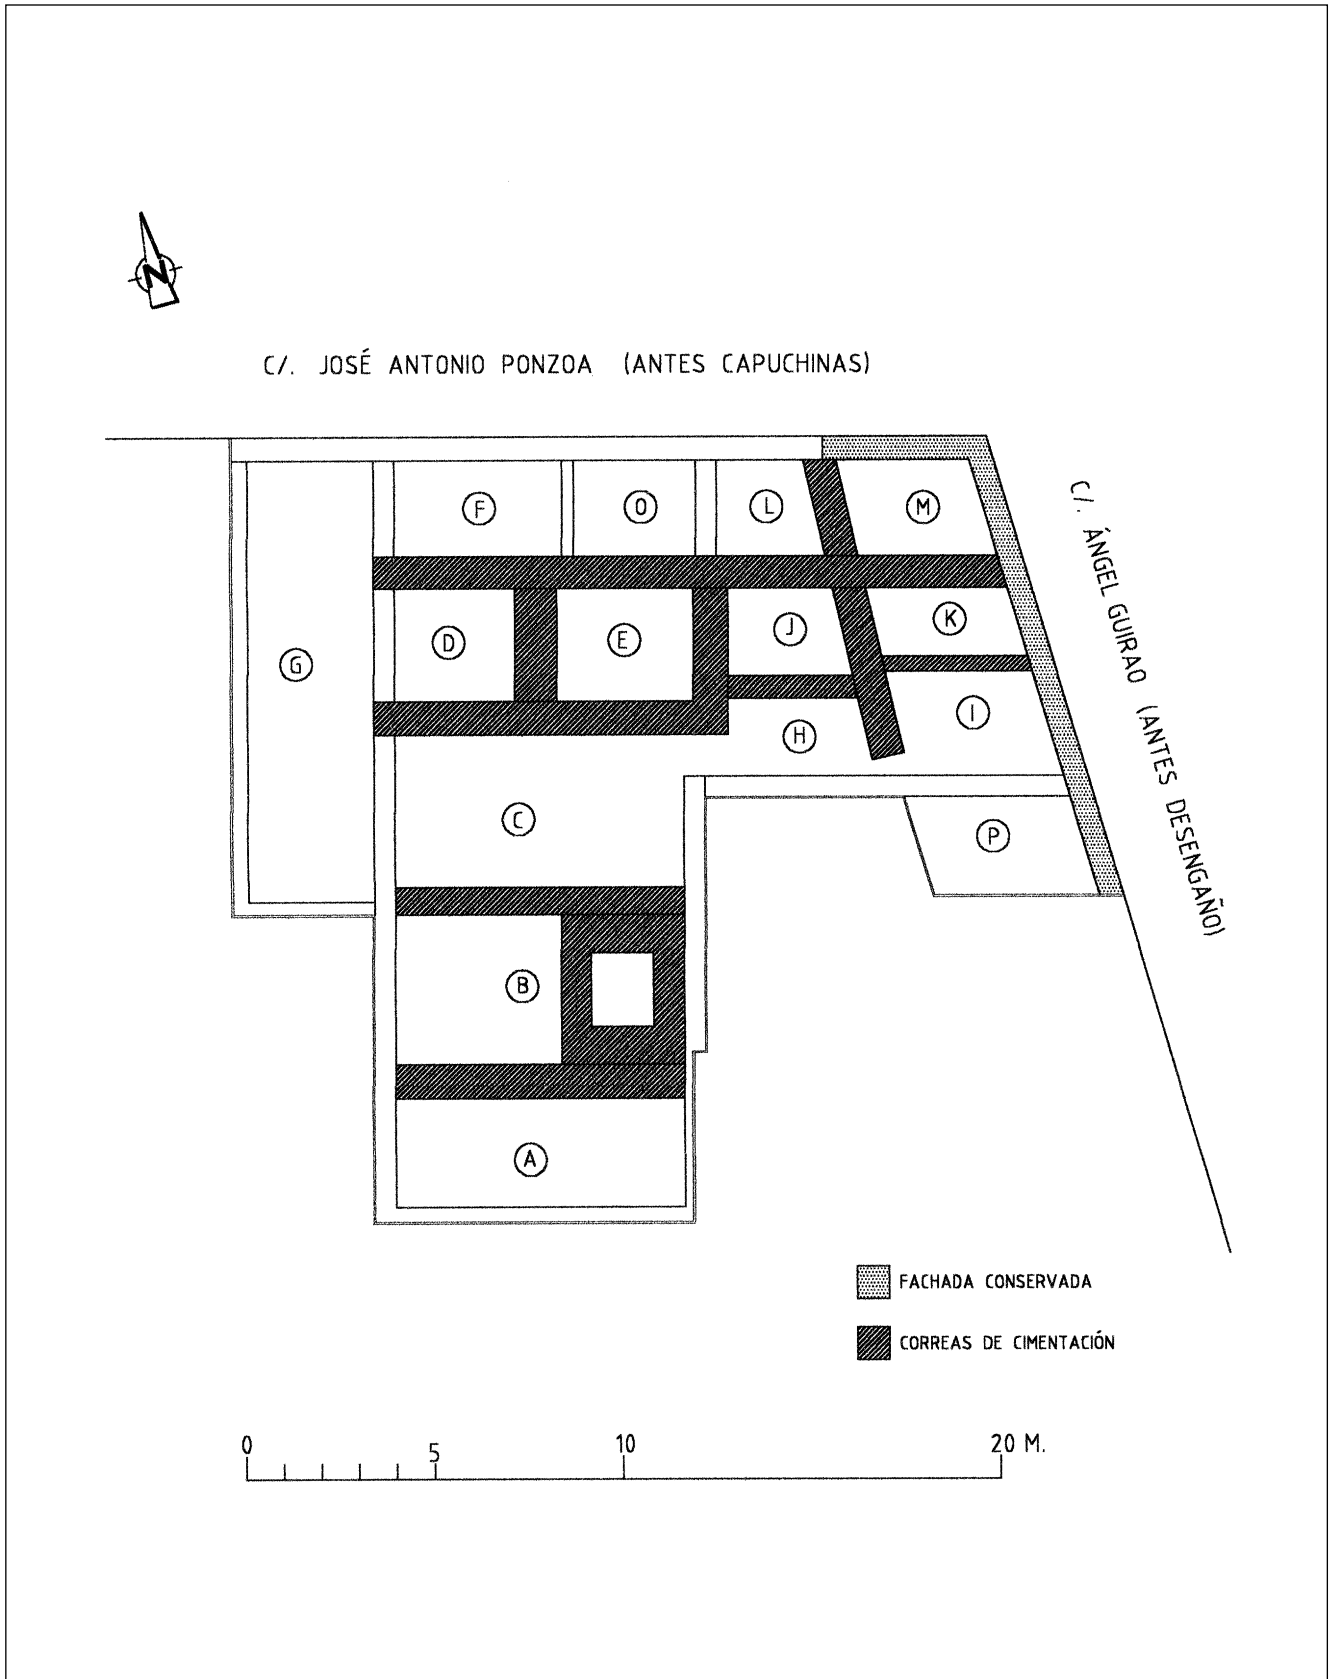 N
C/. JOSÉ ANTONIO PONZOA (ANTES CAPUCHINAS)
C/. ÁNGEL GUIRAO (ANTES DESENGAÑO)
F
O
L
M
G
D
E
J
K
H
I
C
P
B
A
FACHADA CONSERVADA
CORREAS DE CIMENTACIÓN
0
5
10
20 M.